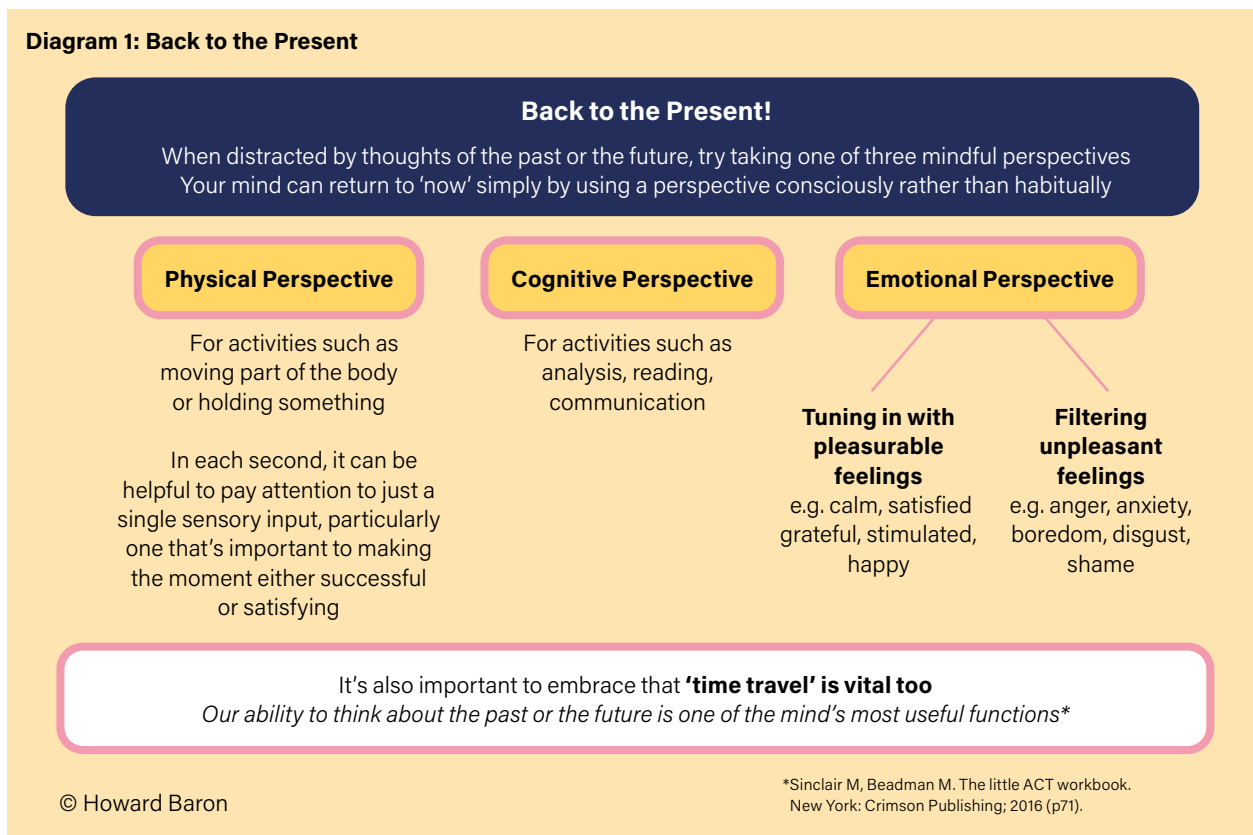 Diagram 1: Back to the Present
Back to the Present!
When distracted by thoughts of the past or the future, try taking one of three mindful perspectives
Your mind can return to ‘now’ simply by using a perspective consciously rather than habitually
Physical Perspective
For activities such as
moving part of the body
or holding something
In each second, it can be
helpful to pay attention to just a
single sensory input, particularly
one that’s important to making
the moment either successful
or satisfying
Cognitive Perspective
For activities such as
analysis, reading,
communication
Emotional Perspective
Tuning in with
pleasurable
feelings
e.g. calm, satisfied
grateful, stimulated,
happy
Filtering
unpleasant
feelings
e.g. anger, anxiety,
boredom, disgust,
shame
It’s also important to embrace that ‘time travel’ is vital too
Our ability to think about the past or the future is one of the mind’s most useful functions*
© Howard Baron
*Sinclair M, Beadman M. The little ACT workbook.
New York: Crimson Publishing; 2016 (p71).